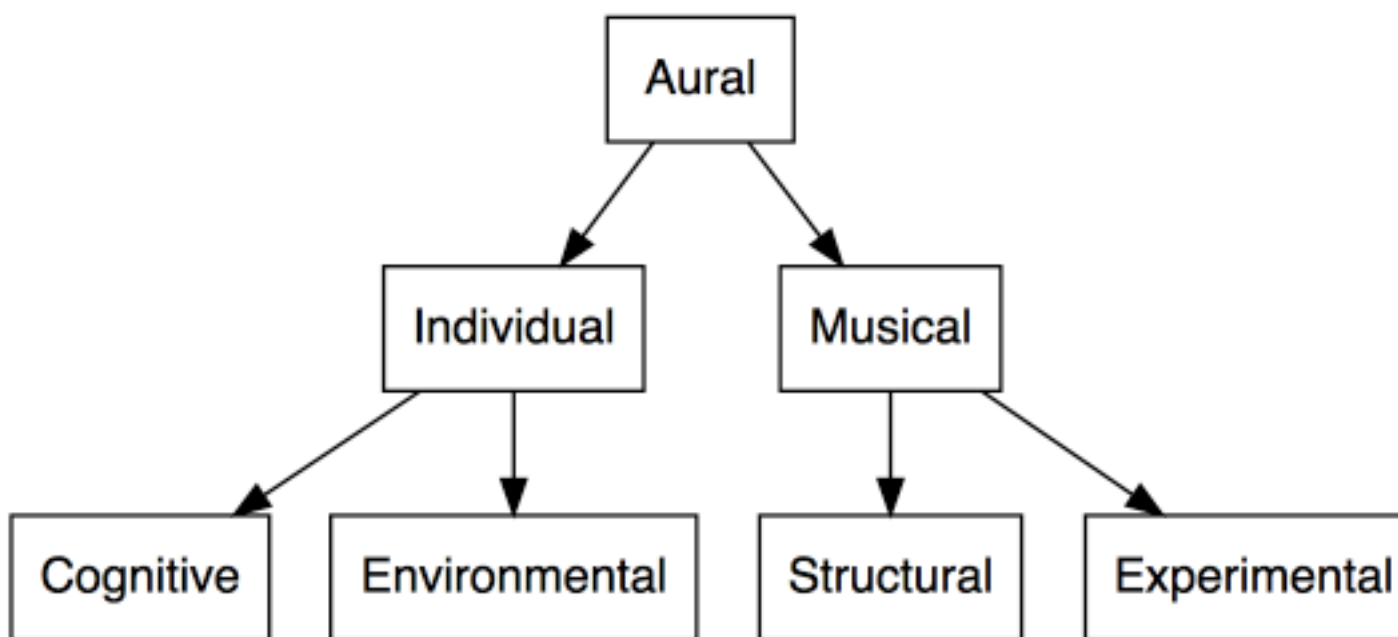 Aural
Individual
Musical
Cognitive
Environmental
Structural
Experimental